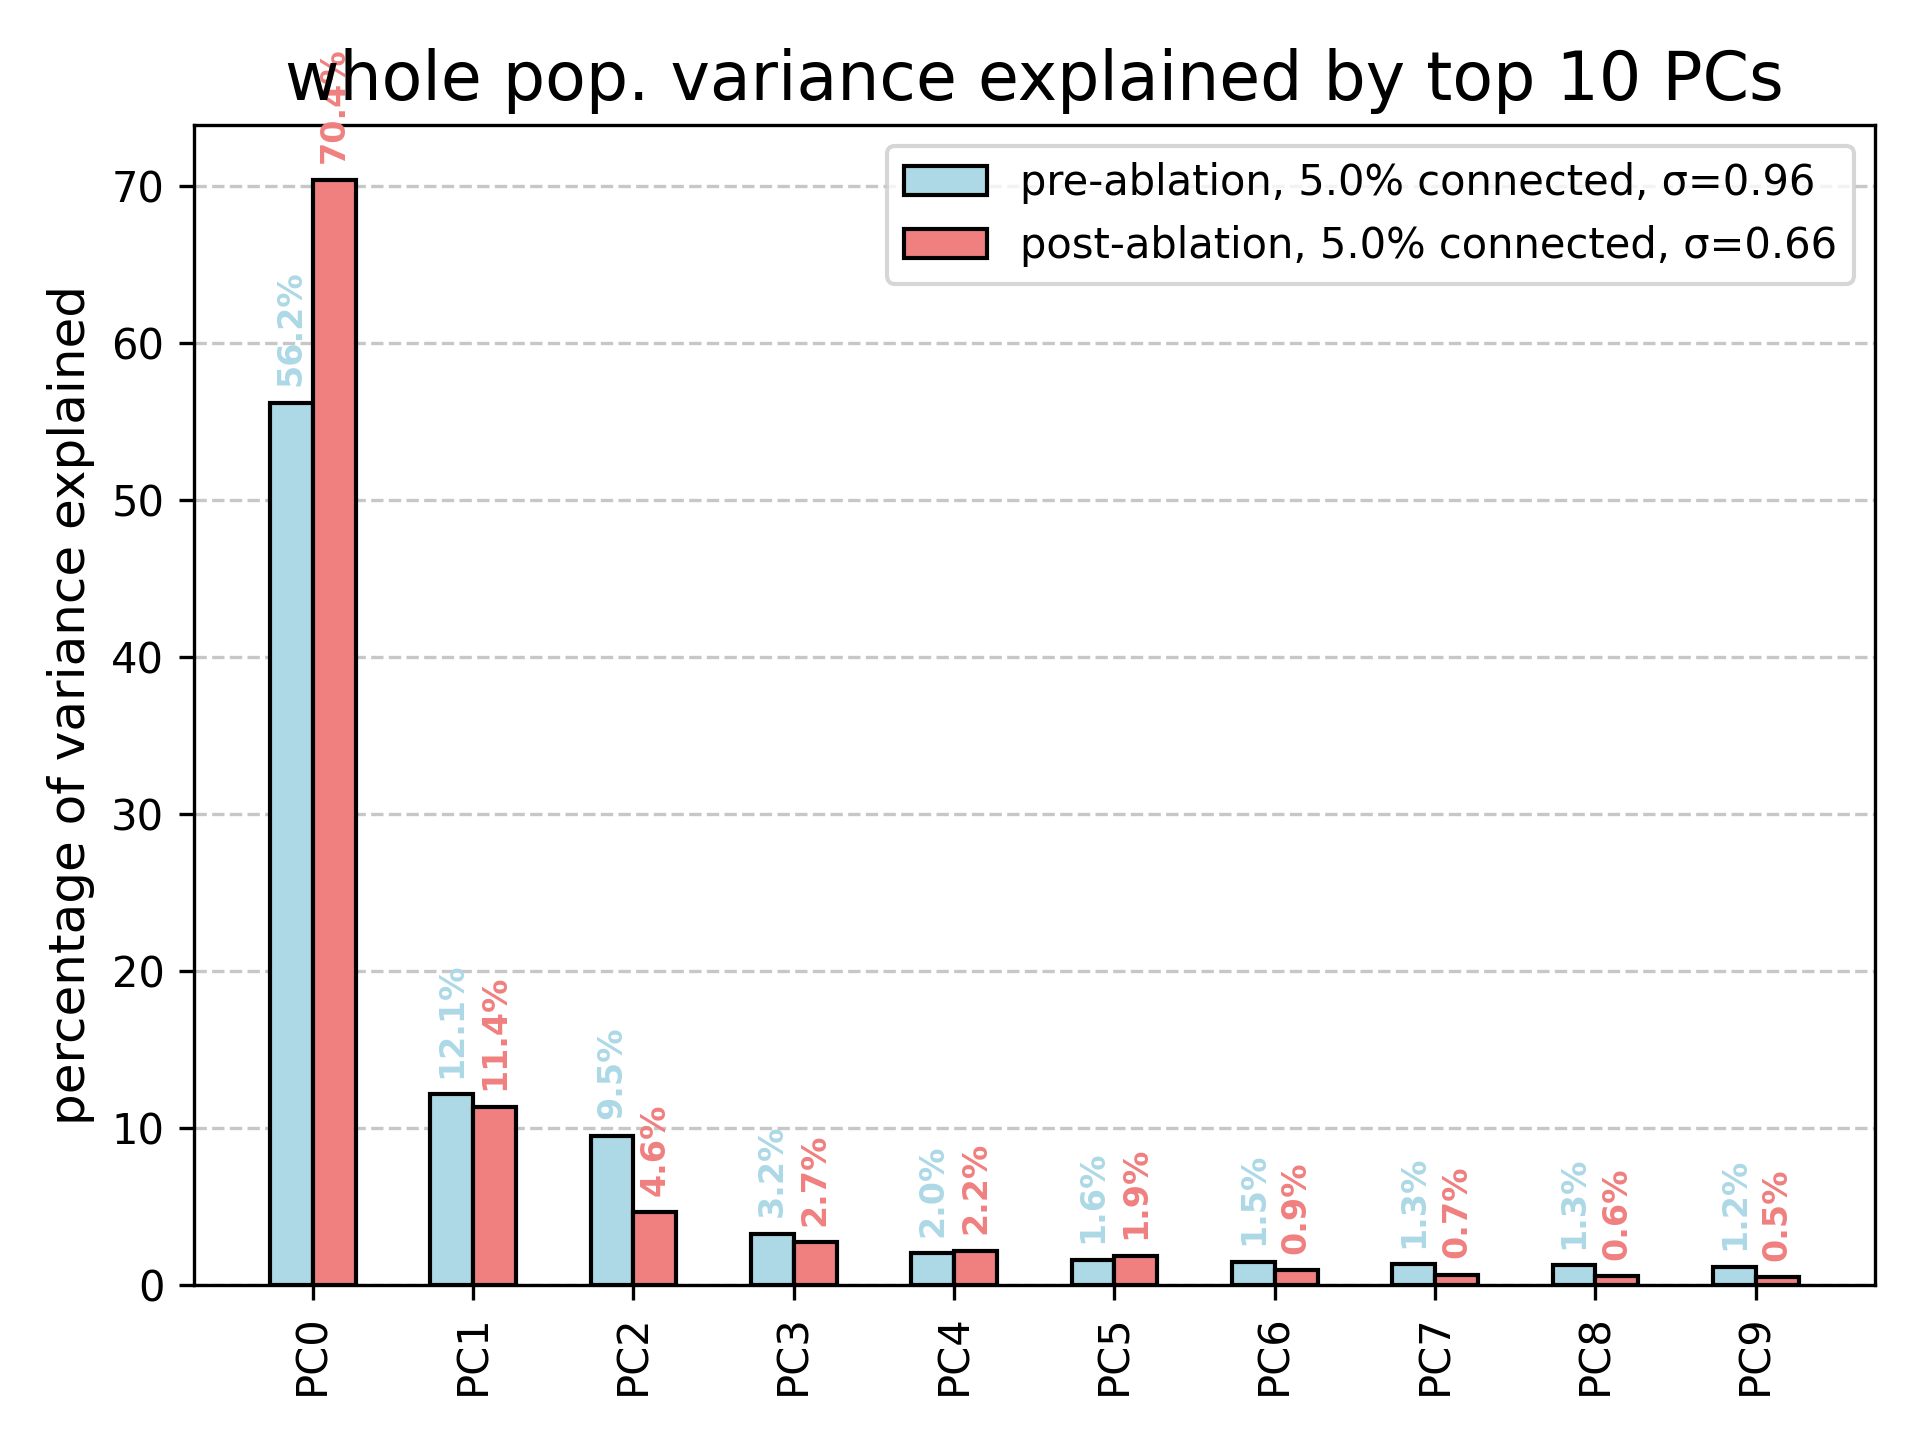 whole pop. variance explained by top 10 PCs
pre-ablation, 5.0% connected, σ=0.96
post-ablation, 5.0% connected, σ=0.66
percentage of variance explained
70
60
50
40
30
20
10
0
56.2%
70.4%
12.1%
11.4%
9.5%
4.6%
3.2%
2.7%
2.0%
2.2%
1.6%
1.9%
1.5%
0.9%
1.3%
0.7%
1.3%
0.6%
1.2%
0.5%
PC0
PC1
PC2
PC3
PC4
PC5
PC6
PC7
PC8
PC9